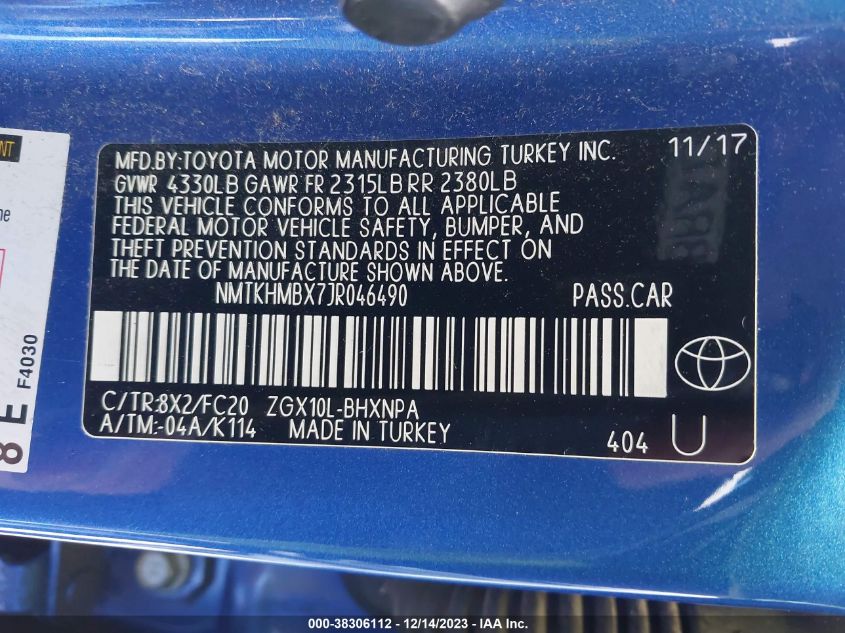 MFD.BY:TOYOTA MOTOR MANUFACTURING TURKEY INC. 11/17
GVWR 4330LB GAWR FR 2315LB RR 2380LB
THIS VEHICLE CONFORMS TO ALL APPLICABLE
FEDERAL MOTOR VEHICLE SAFETY, BUMPER, AND
THEFT PREVENTION STANDARDS IN EFFECT ON
THE DATE OF MANUFACTURE SHOWN ABOVE.
NMTKHMBX7JR046490 PASS.CAR
C/TR:8X2/FC20 ZGX10L-BHXNPA
A/TM:-04A/K114 MADE IN TURKEY
404 U
F4030
8 E
000-38306112 - 12/14/2023 - IAA Inc.